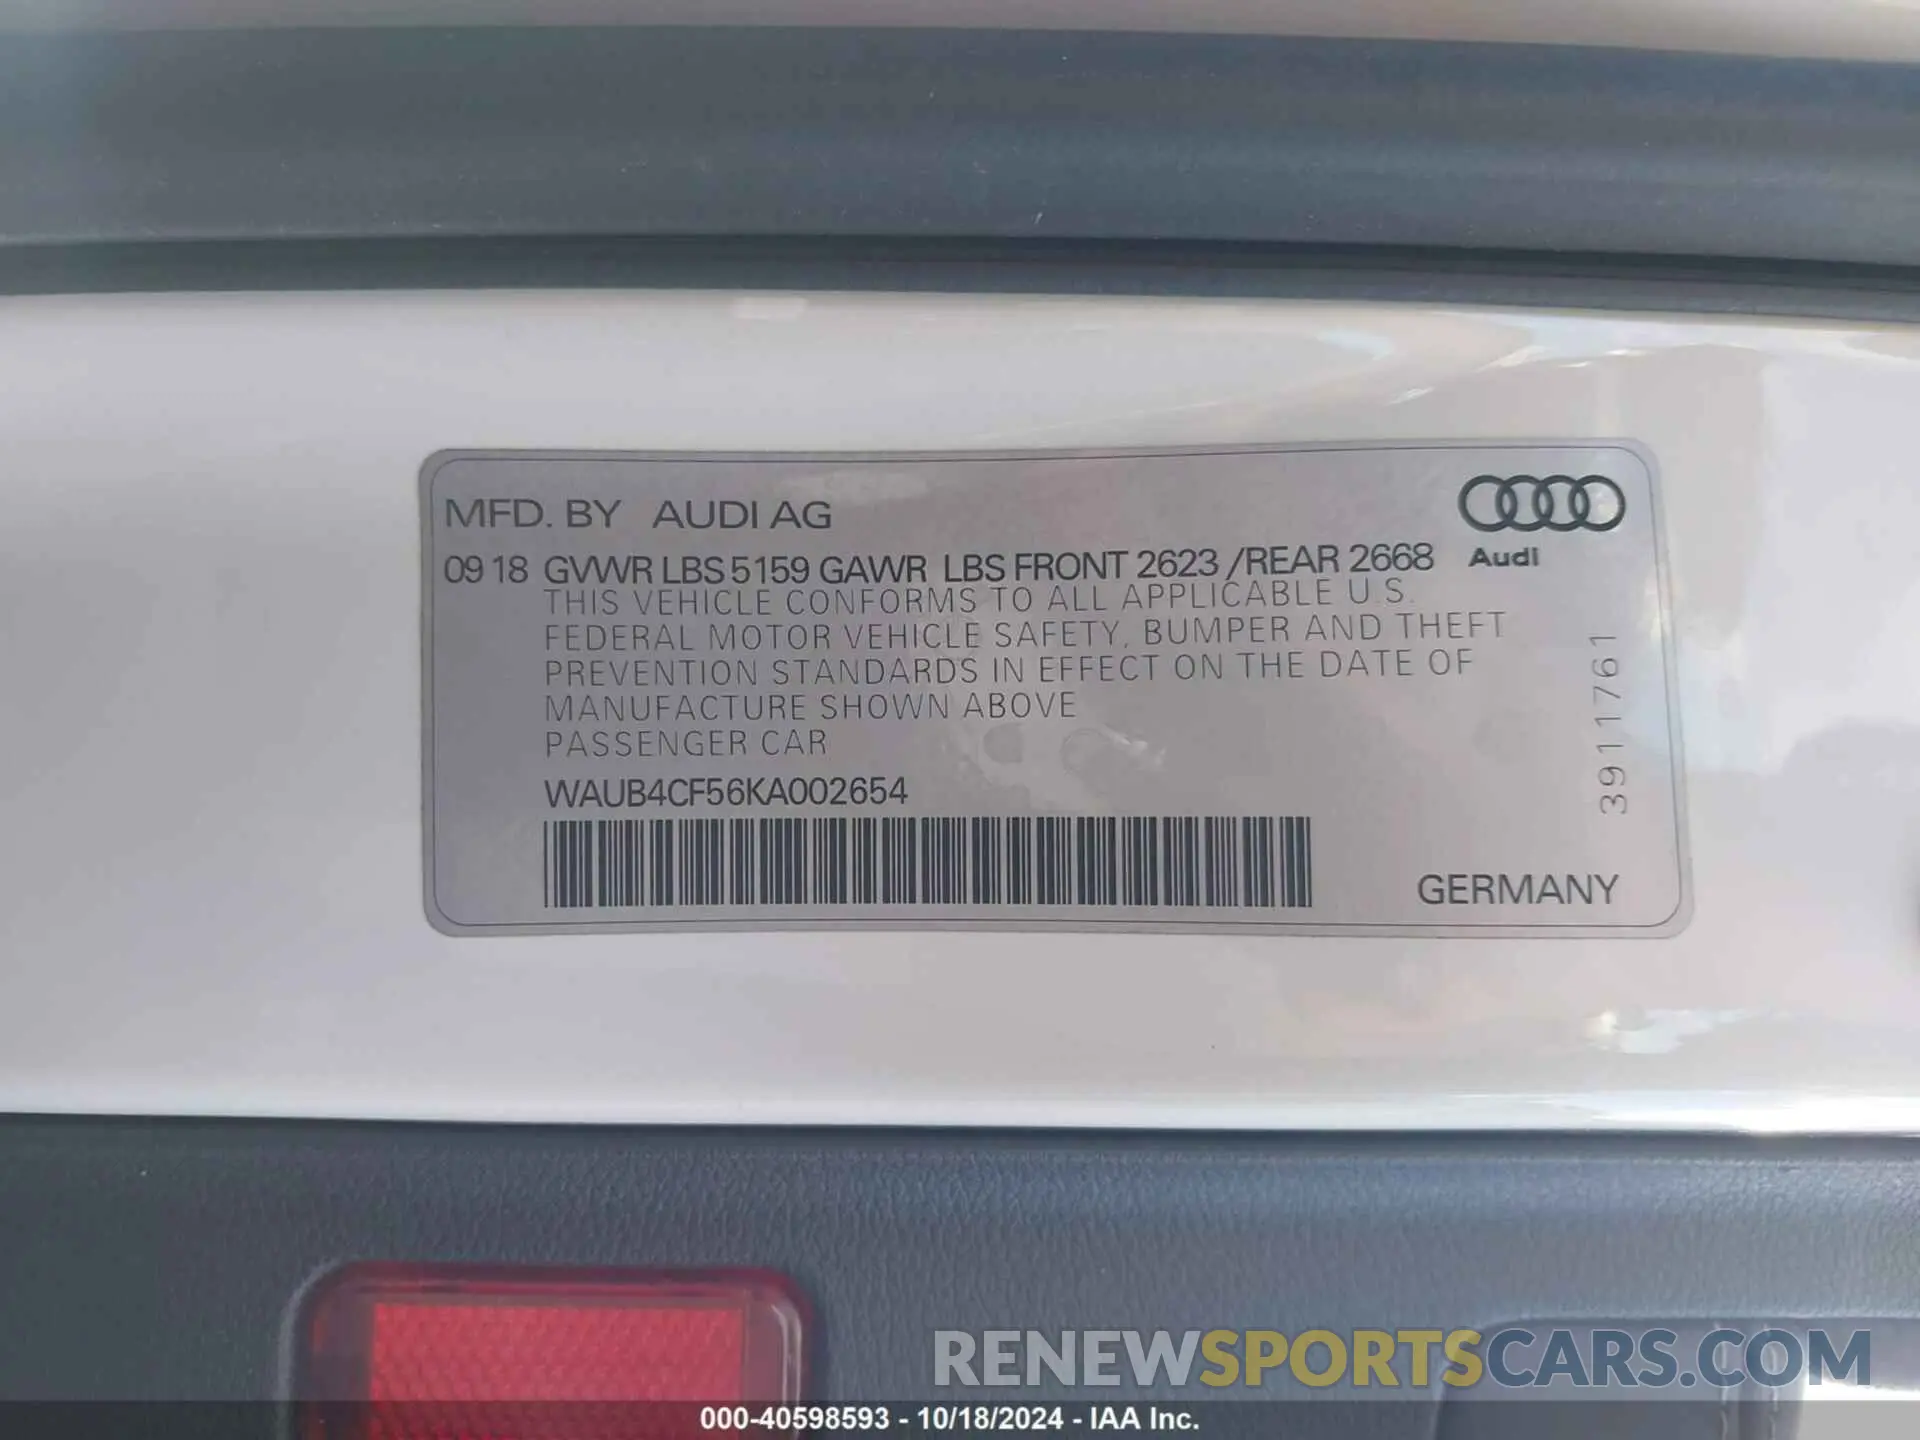 MFD. BY AUDI AG
09 18 GVWR LBS 5159 GAWR LBS FRONT 2623 /REAR 2668
Audi
THIS VEHICLE CONFORMS TO ALL APPLICABLE U.S.
FEDERAL MOTOR VEHICLE SAFETY, BUMPER AND THEFT
PREVENTION STANDARDS IN EFFECT ON THE DATE OF
MANUFACTURE SHOWN ABOVE
PASSENGER CAR
WAUB4CF56KA002654
3911761
GERMANY
RENEWSPORTSCARS.COM
000-40598593 - 10/18/2024 - IAA Inc.